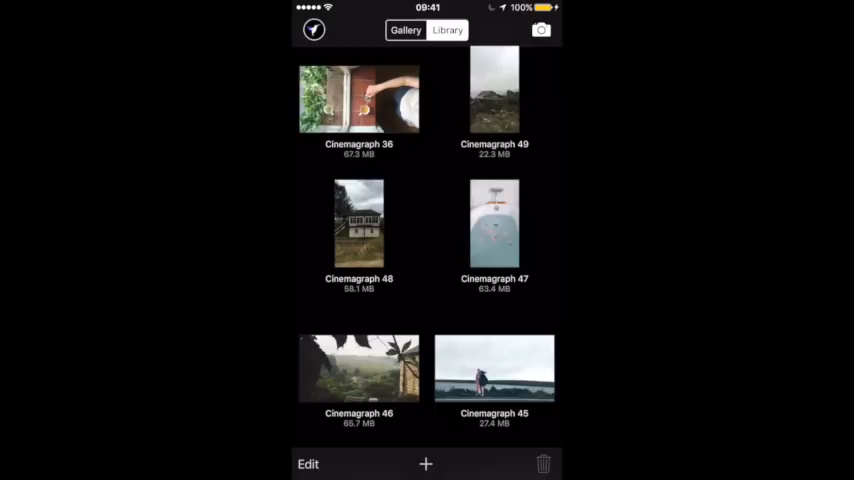 09:41
100%
Gallery Library
Cinemagraph 36
67.3 MB
Cinemagraph 49
22.3 MB
Cinemagraph 48
58.1 MB
Cinemagraph 47
63.4 MB
Cinemagraph 46
65.7 MB
Cinemagraph 45
27.4 MB
Edit